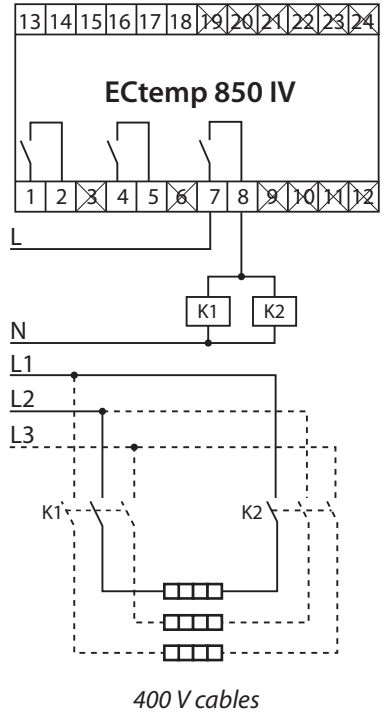 13 14 15 16 17 18 19 20 21 22 23 24
ECtemp 850 IV
1 2 3 4 5 6 7 8 9 10 11 12
L
K1 K2
N
L1
L2
L3
K1 K2
400 V cables